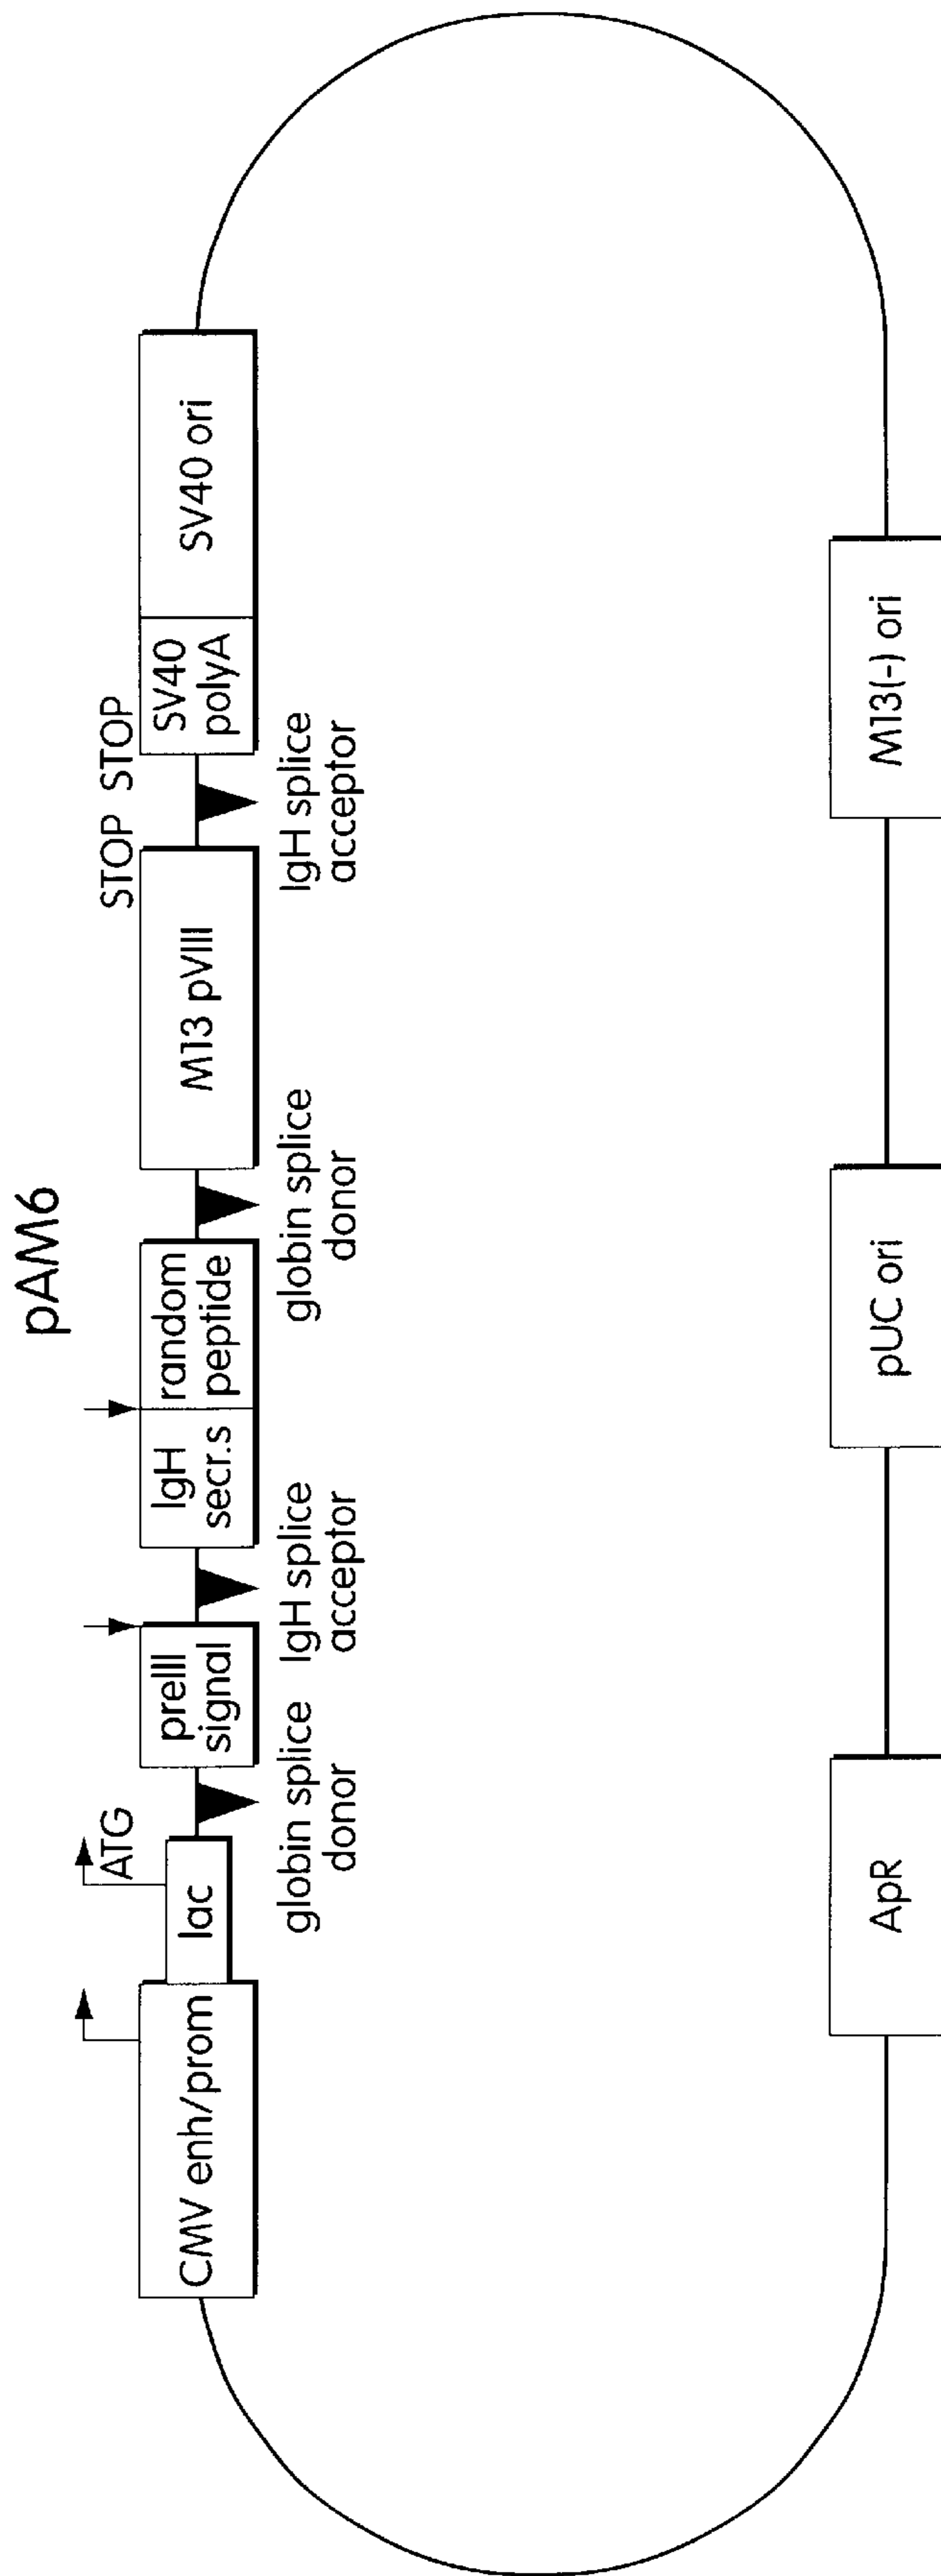 pAM6
STOP STOP
ATG
CMV enh/prom
lac
preIII
signal
IgH
secr.s
random
peptide
M13 pVIII
SV40
polyA
SV40 ori
globin splice
donor
IgH splice
acceptor
globin splice
donor
IgH splice
acceptor
ApR
pUC ori
M13(-) ori